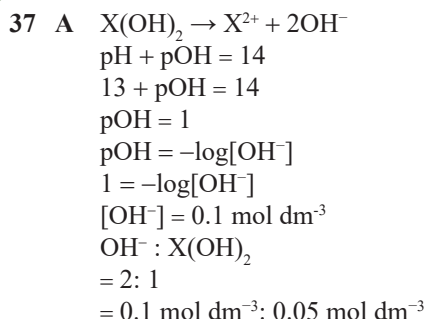 37 A X(OH)₂ → X²⁺ + 2OH⁻
pH + pOH = 14
13 + pOH = 14
pOH = 1
pOH = –log[OH⁻]
1 = –log[OH⁻]
[OH⁻] = 0.1 mol dm⁻³
OH⁻ : X(OH)₂
= 2: 1
= 0.1 mol dm⁻³: 0.05 mol dm⁻³